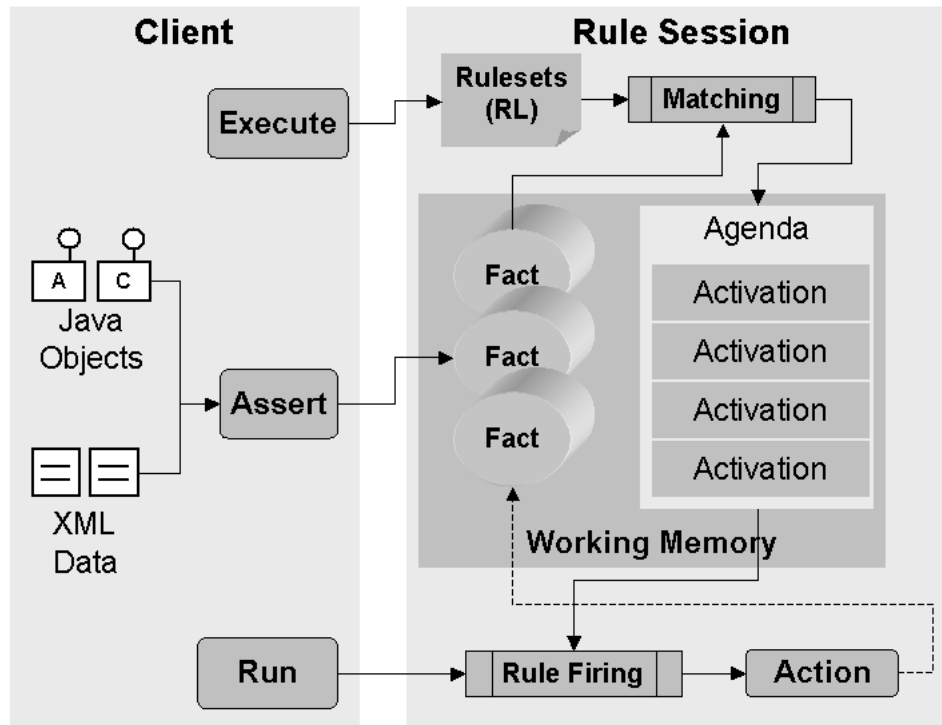 Client
Rule Session
Execute
Rulesets
(RL)
Matching
A
C
Java
Objects
Assert
XML
Data
Fact
Fact
Fact
Agenda
Activation
Activation
Activation
Activation
Working Memory
Run
Rule Firing
Action